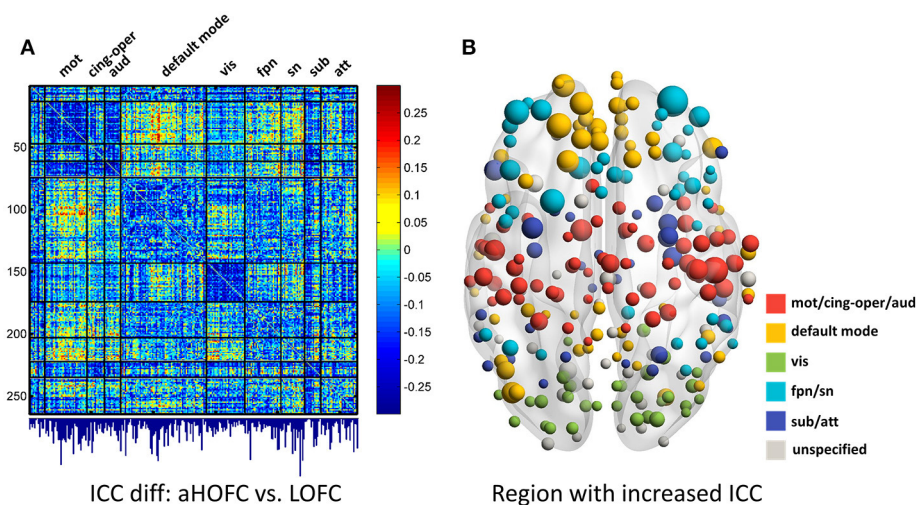 A
mot
cing-oper
aud
default mode
vis
fpn
sn
sub
att
50
100
150
200
250
0.25
0.2
0.15
0.1
0.05
0
-0.05
-0.1
-0.15
-0.2
-0.25
ICC diff: aHOFC vs. LOFC
B
mot/cing-oper/aud
default mode
vis
fpn/sn
sub/att
unspecified
Region with increased ICC